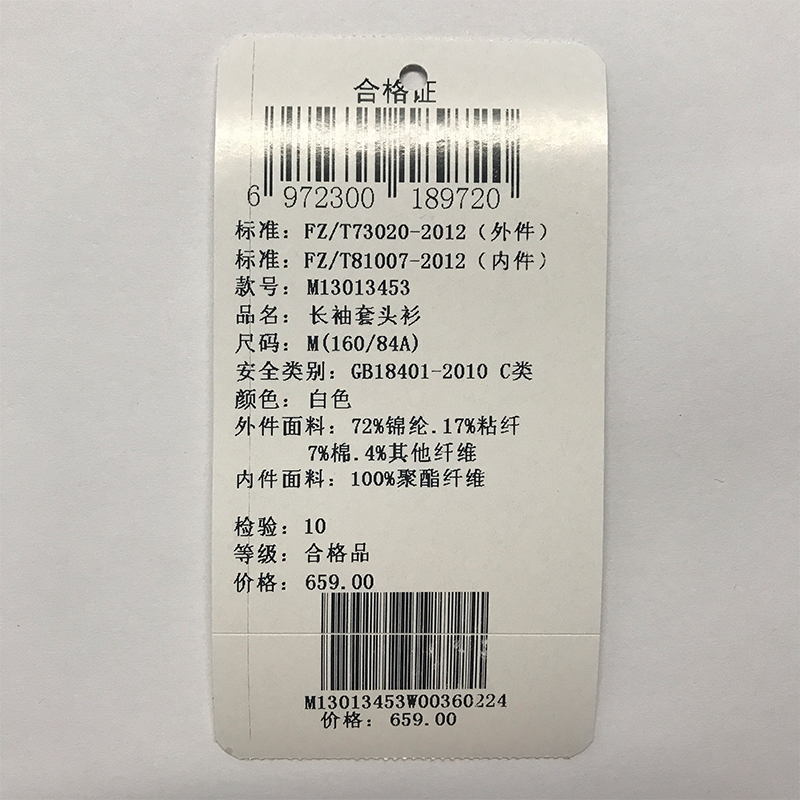 合格证
6 972300 189720
标准：FZ/T73020-2012（外件）
标准：FZ/T81007-2012（内件）
款号：M13013453
品名：长袖套头衫
尺码：M(160/84A)
安全类别：GB18401-2010 C类
颜色：白色
外件面料：72%锦纶.17%粘纤
7%棉.4%其他纤维
内件面料：100%聚酯纤维
检验：10
等级：合格品
价格：659.00
M13013453W00360224
价格：659.00